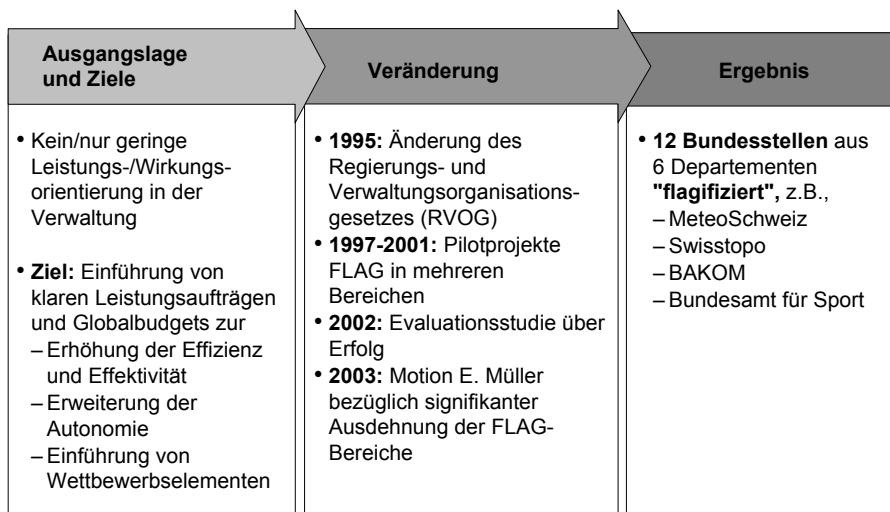 Ausgangslage
und Ziele
• Kein/nur geringe
Leistungs-/Wirkungs-
orientierung in der
Verwaltung
• Ziel: Einführung von
klaren Leistungsaufträgen
und Globalbudgets zur
– Erhöhung der Effizienz
und Effektivität
– Erweiterung der
Autonomie
– Einführung von
Wettbewerbselementen
Veränderung
• 1995: Änderung des
Regierungs- und
Verwaltungsorganisations-
gesetzes (RVOG)
• 1997-2001: Pilotprojekte
FLAG in mehreren
Bereichen
• 2002: Evaluationsstudie über
Erfolg
• 2003: Motion E. Müller
bezüglich signifikanter
Ausdehnung der FLAG-
Bereiche
Ergebnis
• 12 Bundesstellen aus
6 Departementen
"flagifiziert", z.B.,
– MeteoSchweiz
– Swisstopo
– BAKOM
– Bundesamt für Sport